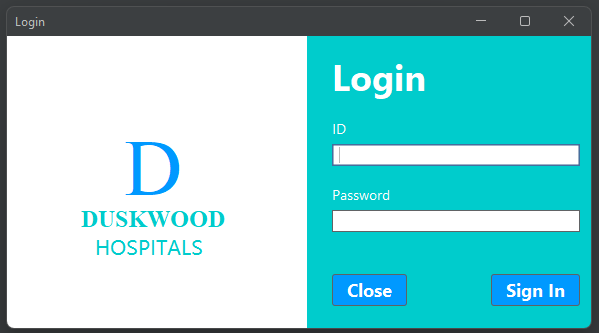 Login
D
DUSKWOOD
HOSPITALS
Login
ID
Password
Close
Sign In